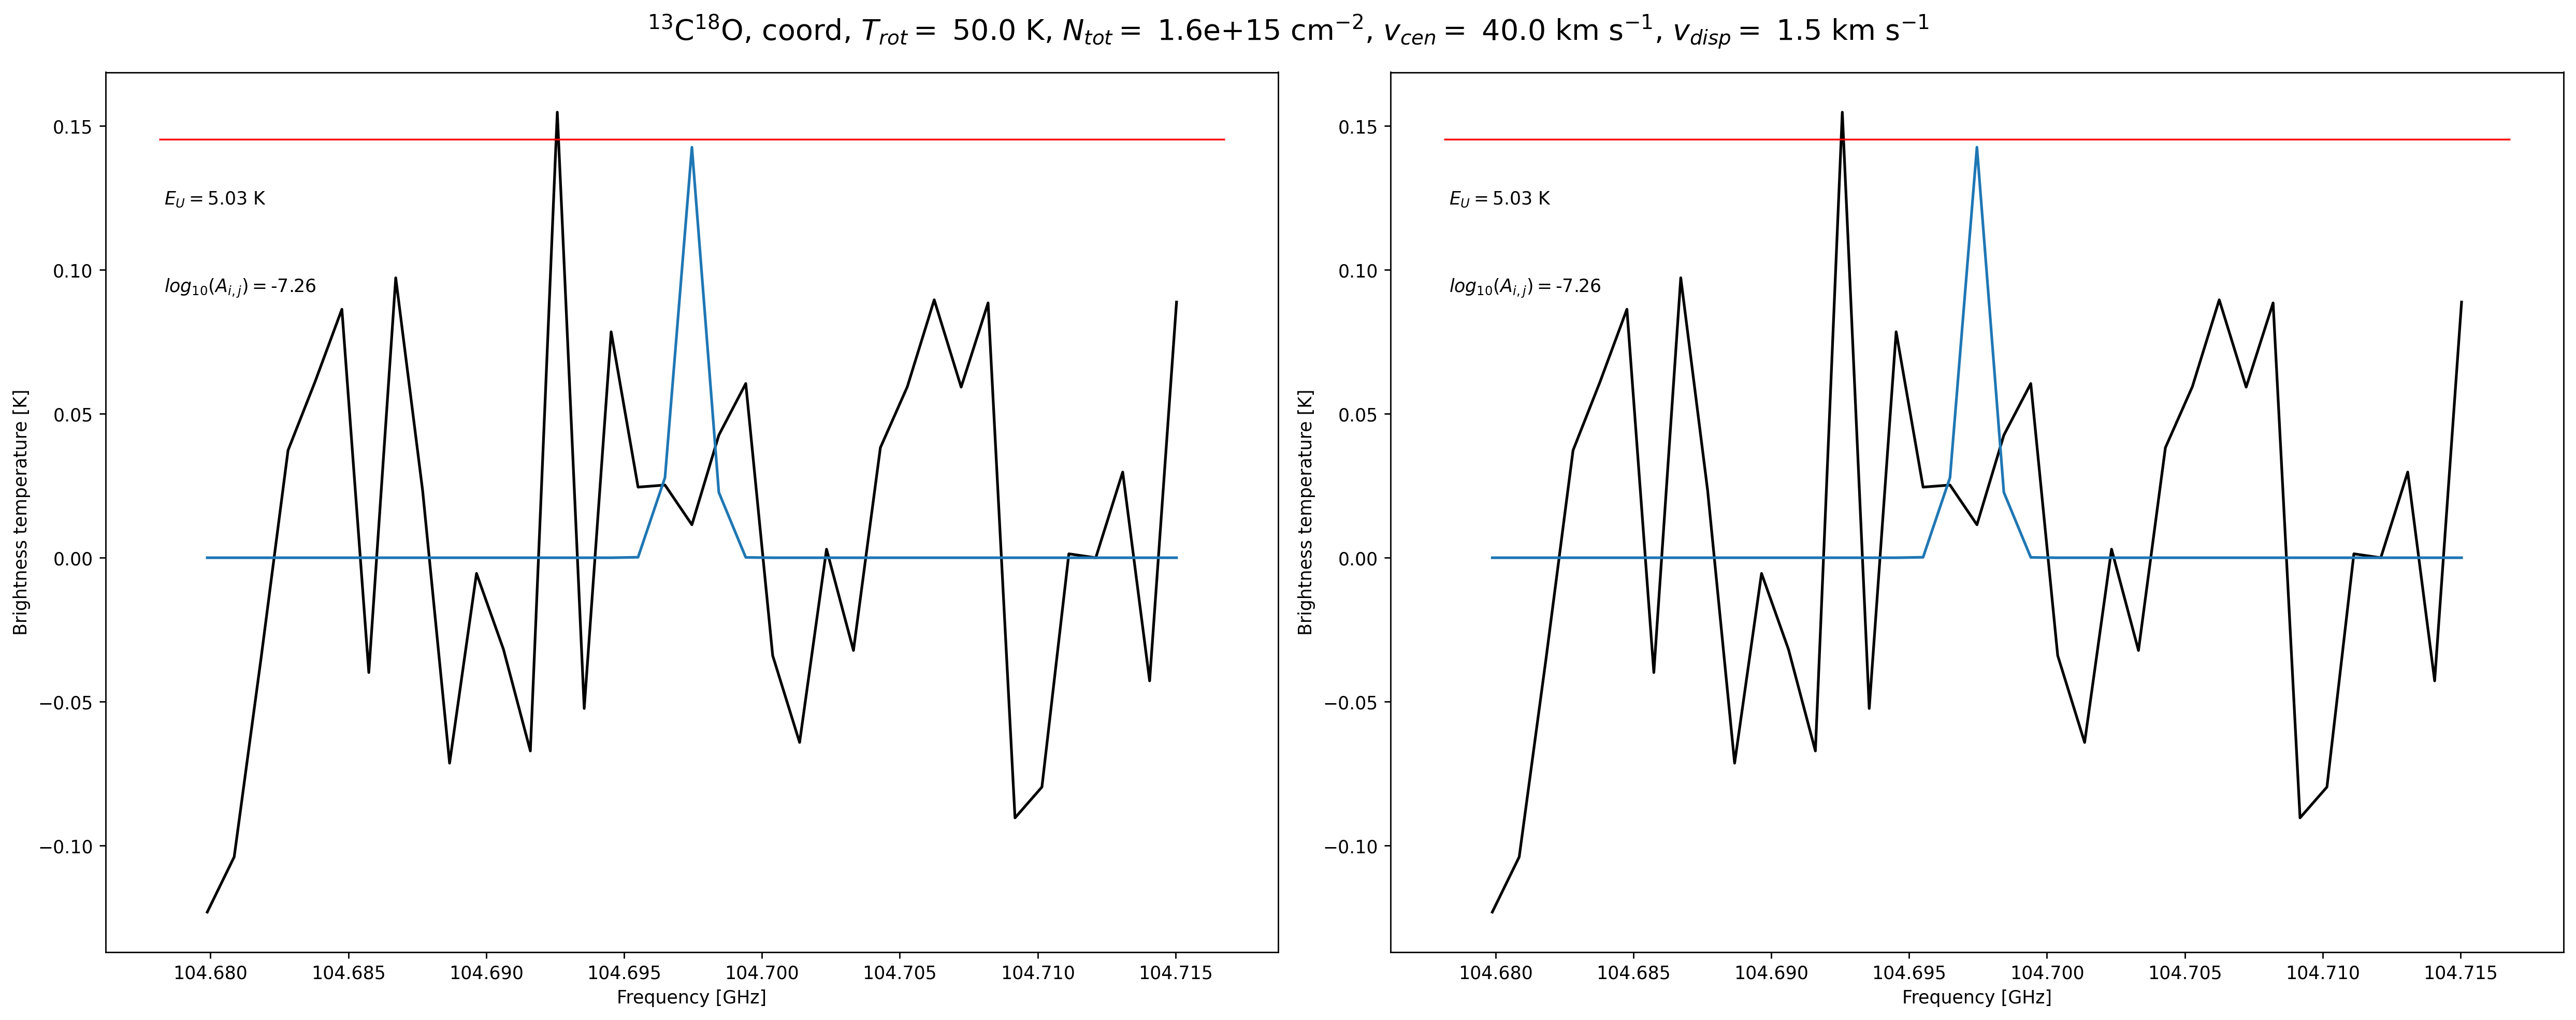 ¹³C¹⁸O, coord, T_rot = 50.0 K, N_tot = 1.6e+15 cm⁻², v_cen = 40.0 km s⁻¹, v_disp = 1.5 km s⁻¹
Brightness temperature [K]
0.15
0.10
0.05
0.00
−0.05
−0.10
E_U = 5.03 K
log₁₀(A_i,j) = -7.26
104.680 104.685 104.690 104.695 104.700 104.705 104.710 104.715
Frequency [GHz]
Brightness temperature [K]
0.15
0.10
0.05
0.00
−0.05
−0.10
E_U = 5.03 K
log₁₀(A_i,j) = -7.26
104.680 104.685 104.690 104.695 104.700 104.705 104.710 104.715
Frequency [GHz]